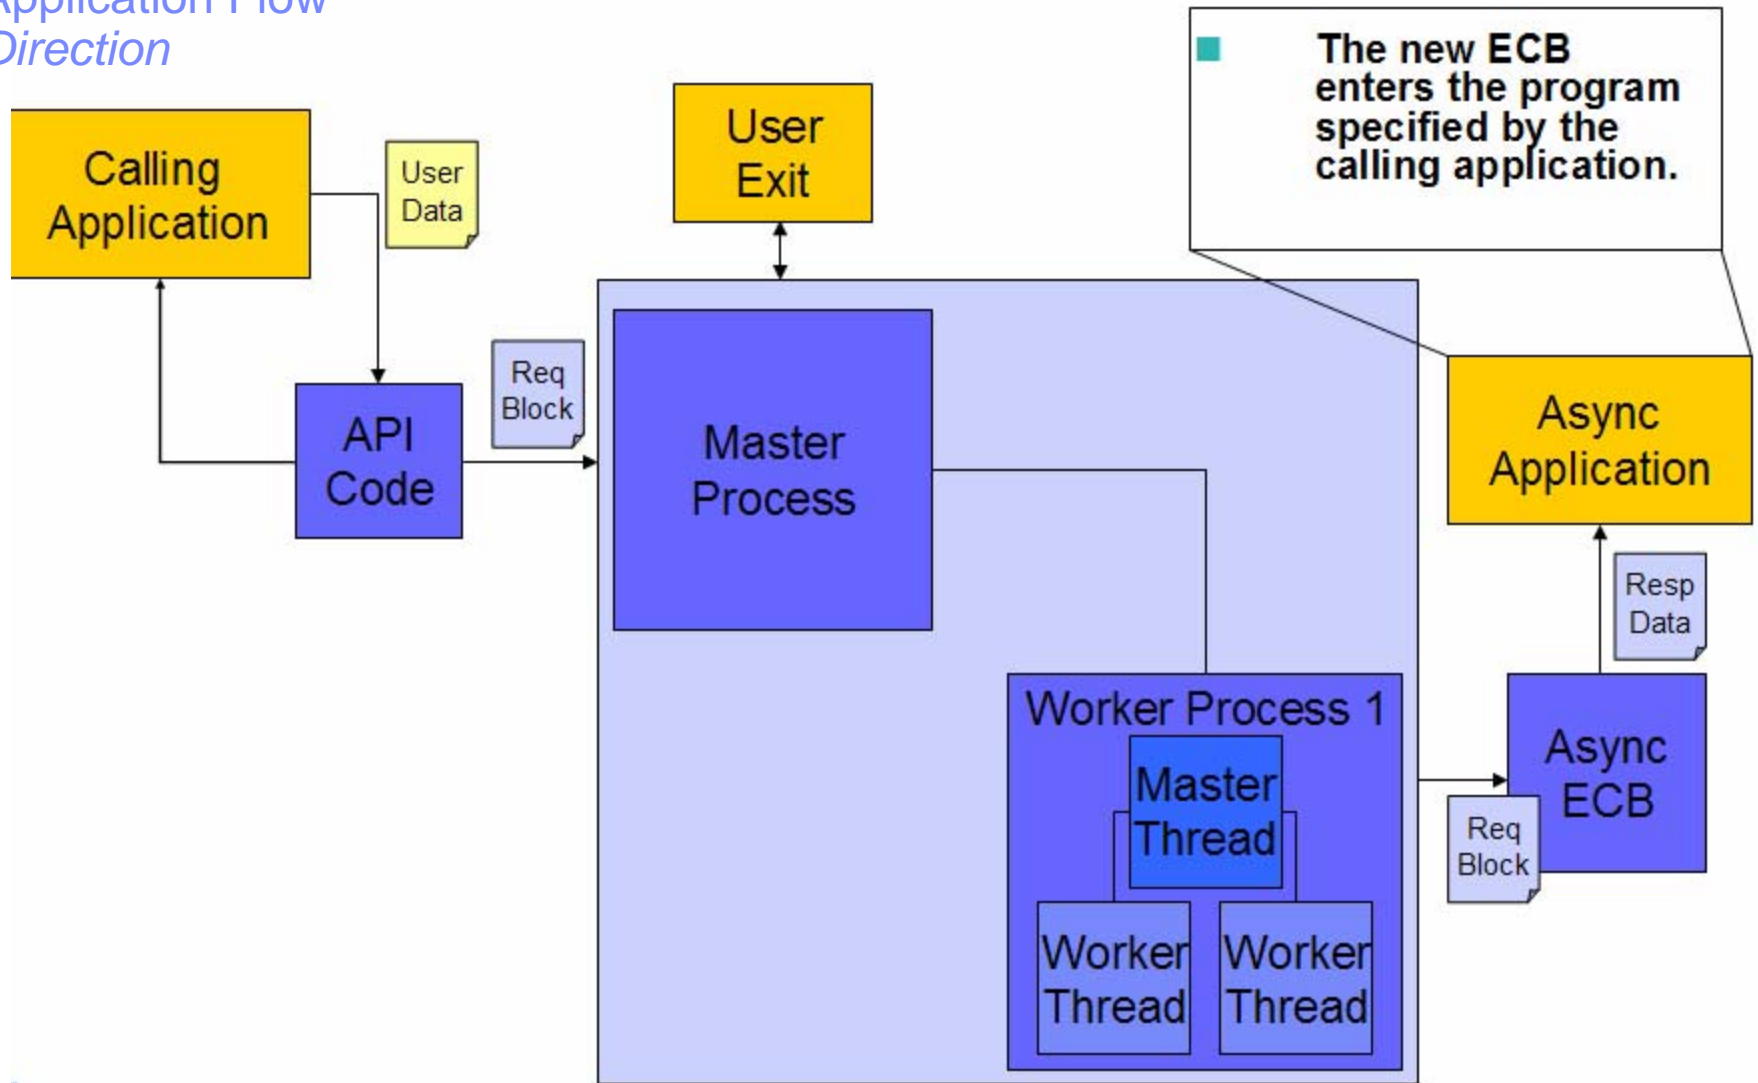 Application Flow
Direction
The new ECB
enters the program
specified by the
calling application.
Calling
Application
User
Data
User
Exit
Req
Block
API
Code
Master
Process
Async
Application
Resp
Data
Worker Process 1
Master
Thread
Worker
Thread
Worker
Thread
Async
ECB
Req
Block